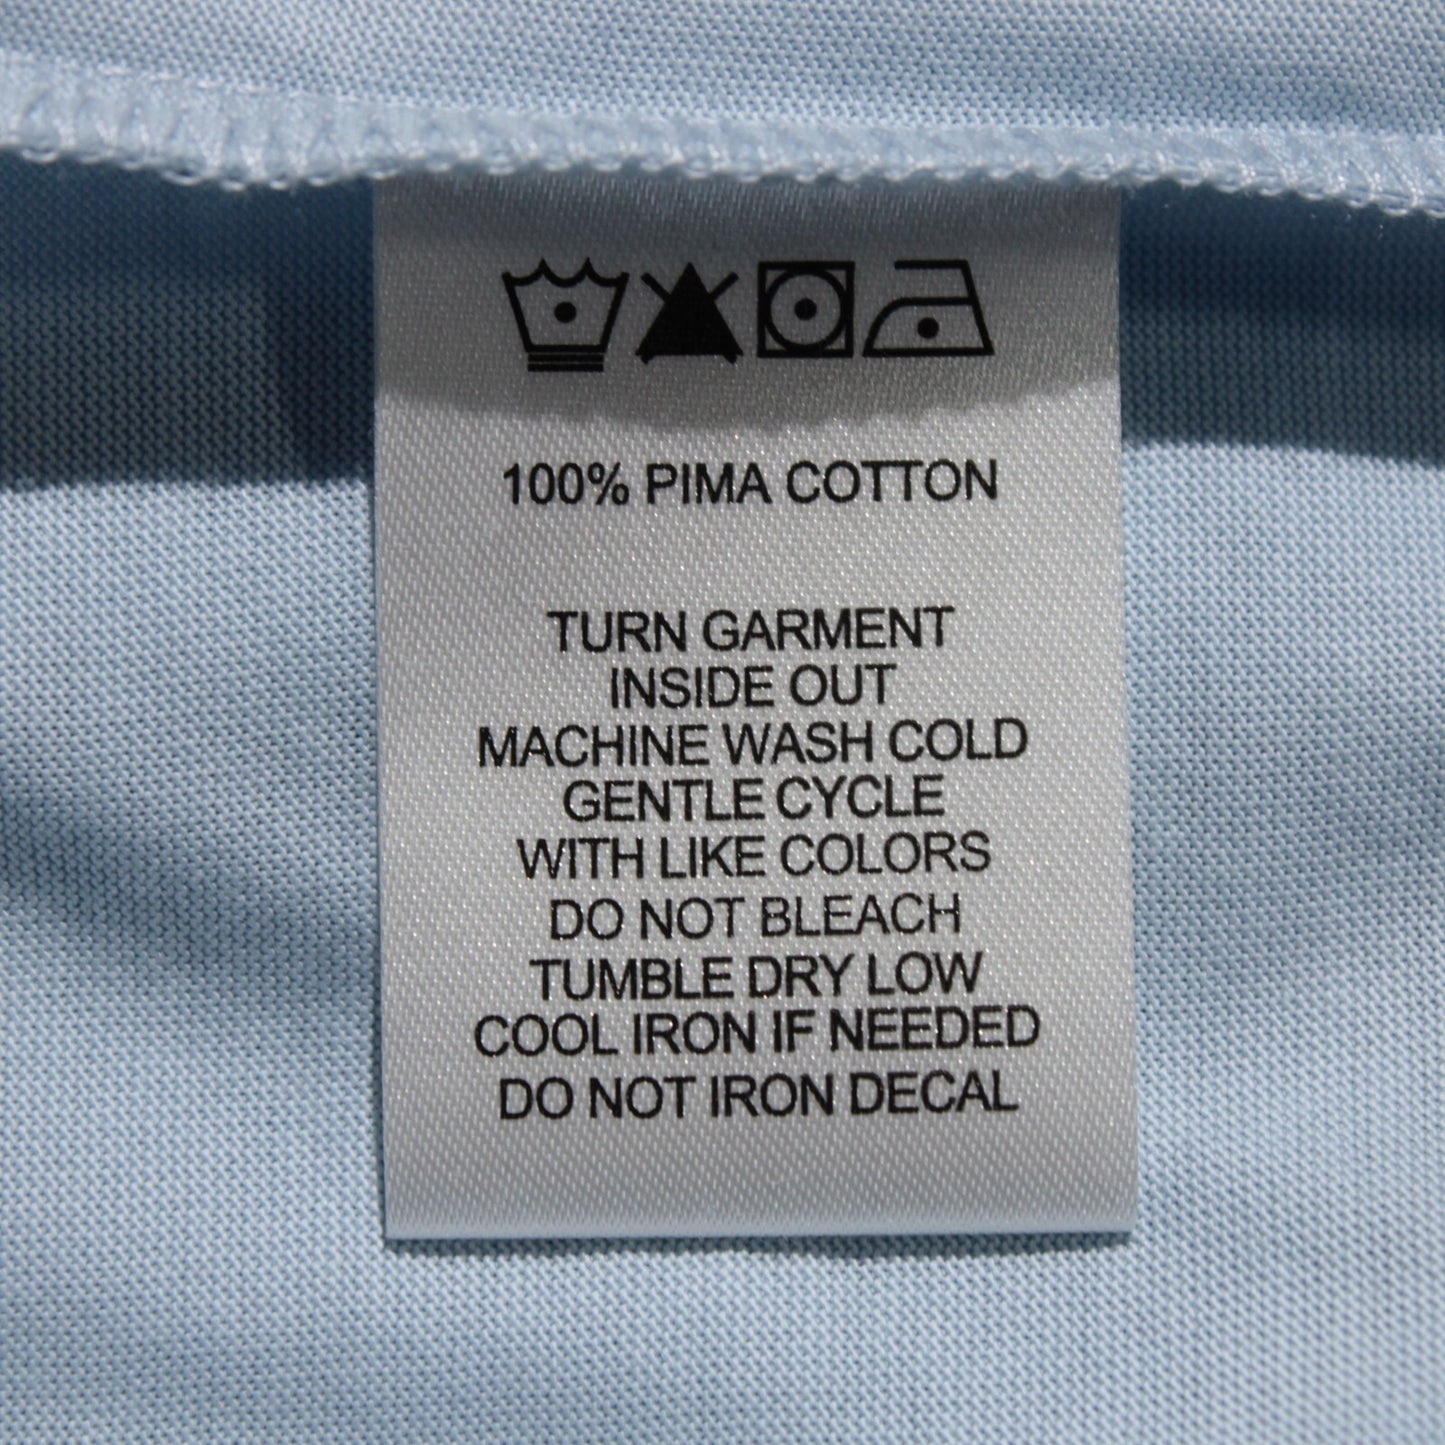 100% PIMA COTTON
TURN GARMENT
INSIDE OUT
MACHINE WASH COLD
GENTLE CYCLE
WITH LIKE COLORS
DO NOT BLEACH
TUMBLE DRY LOW
COOL IRON IF NEEDED
DO NOT IRON DECAL